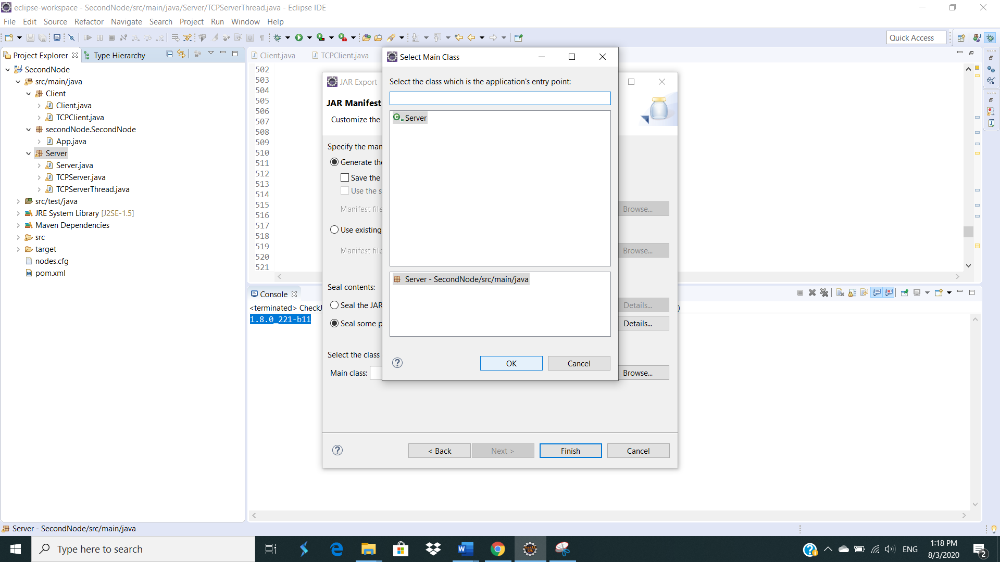 eclipse-workspace - SecondNode/src/main/java/Server/TCPServerThread.java - Eclipse IDE
File Edit Source Refactor Navigate Search Project Run Window Help
Quick Access
Project Explorer
Type Hierarchy
SecondNode
src/main/java
Client
Client.java
TCPClient.java
secondNode.SecondNode
App.java
Server
Server.java
TCPServer.java
TCPServerThread.java
src/test/java
JRE System Library [J2SE-1.5]
Maven Dependencies
src
target
nodes.cfg
pom.xml
Client.java
TCPClient.java
502
503
504
505
506
507
508
509
510
511
512
513
514
515
516
517
518
519
520
521
JAR Export
JAR Manifest
Customize the
Specify the man
Generate the
Save the
Use the s
Manifest file
Browse...
Use existing
Manifest file
Browse...
Seal contents:
Seal the JAR
Details...
Seal some p
Details...
Select the class
Main class:
Browse...
< Back
Next >
Finish
Cancel
Select Main Class
Select the class which is the application's entry point:
Server
Server - SecondNode/src/main/java
OK
Cancel
Console
<terminated> CheckJ
1.8.0_221-b11
Server - SecondNode/src/main/java
Type here to search
ENG
1:18 PM
8/3/2020
2